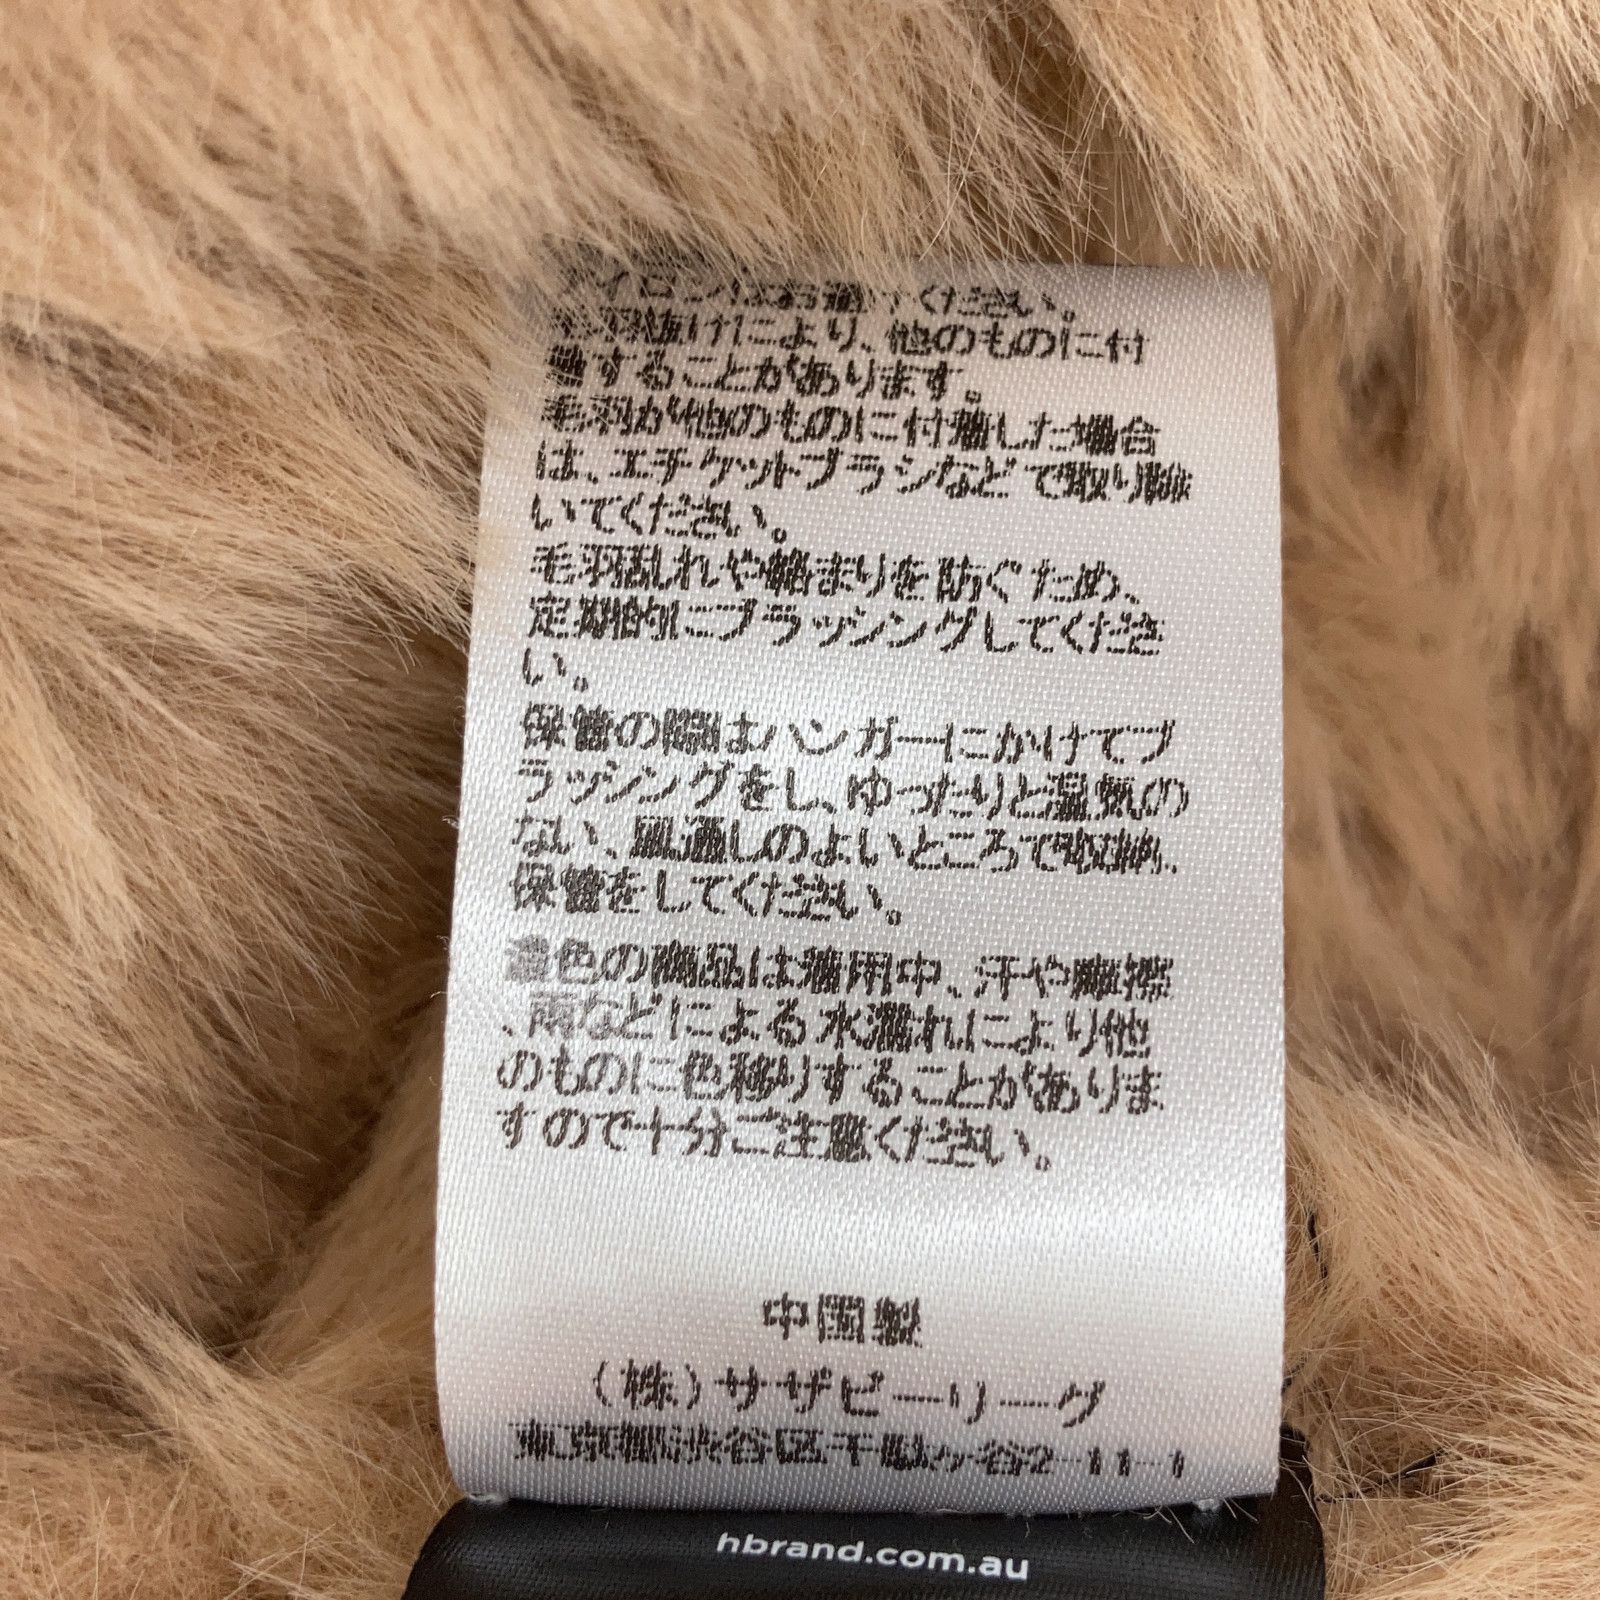 アイロンはお避けください。
毛羽抜けにより、他のものに付
着することがあります。
毛羽が他のものに付着した場合
は、エチケットブラシなどで取り除
いてください。
毛羽乱れや絡まりを防ぐため、
定期的にブラッシングしてくださ
い。
保管の際はハンガーにかけてブ
ラッシングをし、ゆったりと湿気の
ない、風通しのよいところで収納、
保管をしてください。
濃色の商品は着用中、汗や摩擦
、雨などによる水濡れにより他
のものに色移りすることがありま
すので十分ご注意ください。
中国製
(株)サザビーリーグ
東京都渋谷区千駄ヶ谷2-11-1
hbrand.com.au